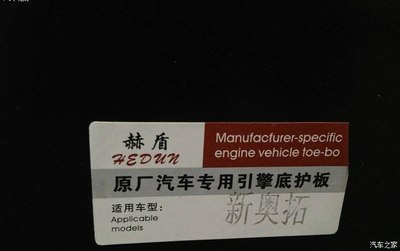 赫盾
HEDUN
Manufacturer-specific
engine vehicle toe-bo
原厂汽车专用引擎底护板
适用车型:
Applicable
models
新奥拓
汽车之家